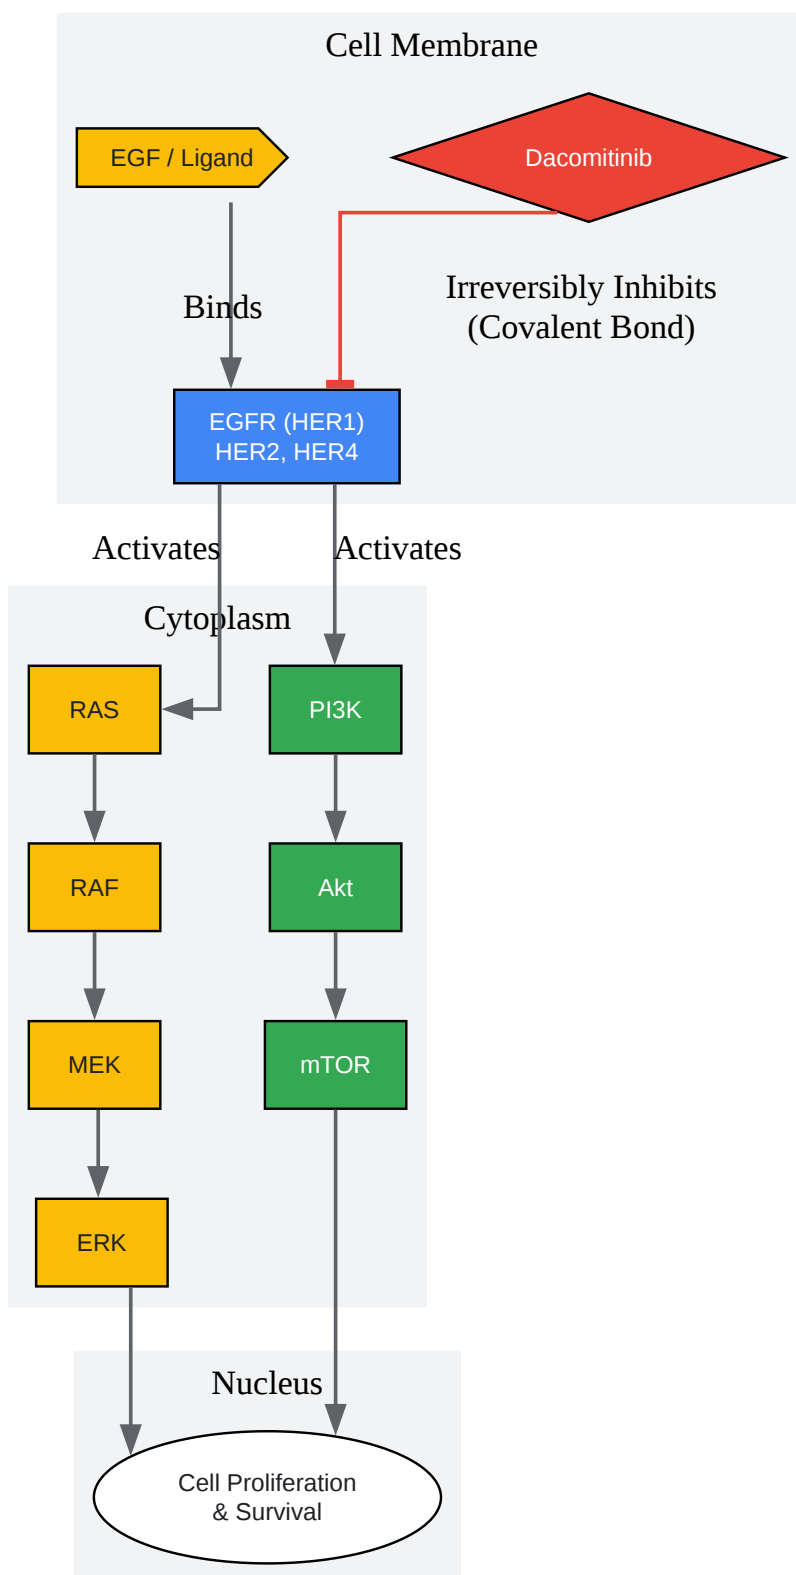 Cell Membrane
EGF / Ligand
Dacomitinib
Binds
Irreversibly Inhibits
(Covalent Bond)
EGFR (HER1)
HER2, HER4
Activates
Activates
Cytoplasm
RAS
PI3K
RAF
Akt
MEK
mTOR
ERK
Nucleus
Cell Proliferation
& Survival